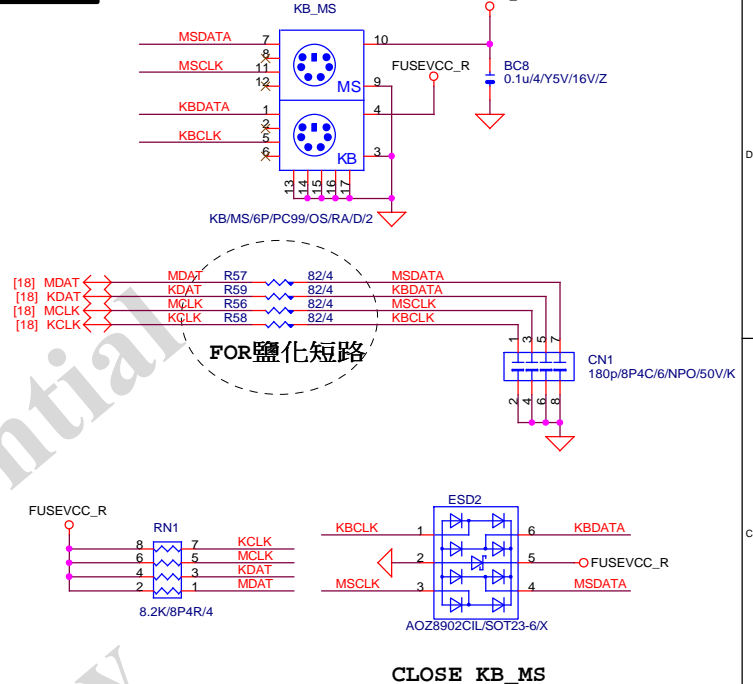 KB_MS
MSDATA 7 10
8
MSCLK 11
12 MS 9
FUSEVCC_R
BC8
0.1u/4/Y5V/16V/Z
KBDATA 1 4
2
KBCLK 5
6 KB 3
13 14 15 16 17
KB/MS/6P/PC99/OS/RA/D/2
D
[18] MDAT MDAT R57 82/4 MSDATA
[18] KDAT KDAT R59 82/4 KBDATA
[18] MCLK MCLK R56 82/4 MSCLK
[18] KCLK KCLK R58 82/4 KBCLK
FOR鹽化短路
1 3 5 7
CN1
180p/8P4C/6/NPO/50V/K
2 4 6 8
ntial
FUSEVCC_R
RN1
8 7 KCLK
6 5 MCLK
4 3 KDAT
2 1 MDAT
8.2K/8P4R/4
ESD2
KBCLK 1 6 KBDATA
2 5 FUSEVCC_R
MSCLK 3 4 MSDATA
AOZ8902CIL/SOT23-6/X
C
y
CLOSE KB_MS